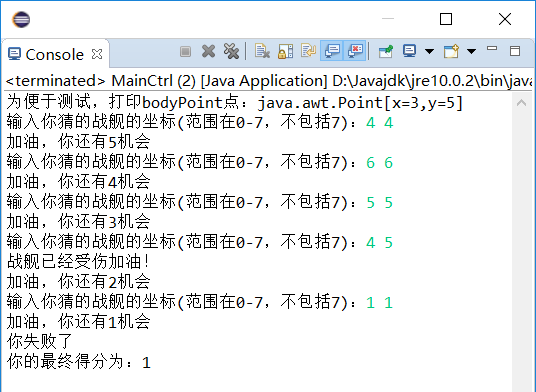 Console
<terminated> MainCtrl (2) [Java Application] D:\Javajdk\jre10.0.2\bin\java
为便于测试，打印bodyPoint点：java.awt.Point[x=3,y=5]
输入你猜的战舰的坐标(范围在0-7，不包括7)：4 4
加油，你还有5机会
输入你猜的战舰的坐标(范围在0-7，不包括7)：6 6
加油，你还有4机会
输入你猜的战舰的坐标(范围在0-7，不包括7)：5 5
加油，你还有3机会
输入你猜的战舰的坐标(范围在0-7，不包括7)：4 5
战舰已经受伤加油！
加油，你还有2机会
输入你猜的战舰的坐标(范围在0-7，不包括7)：1 1
加油，你还有1机会
你失败了
你的最终得分为：1